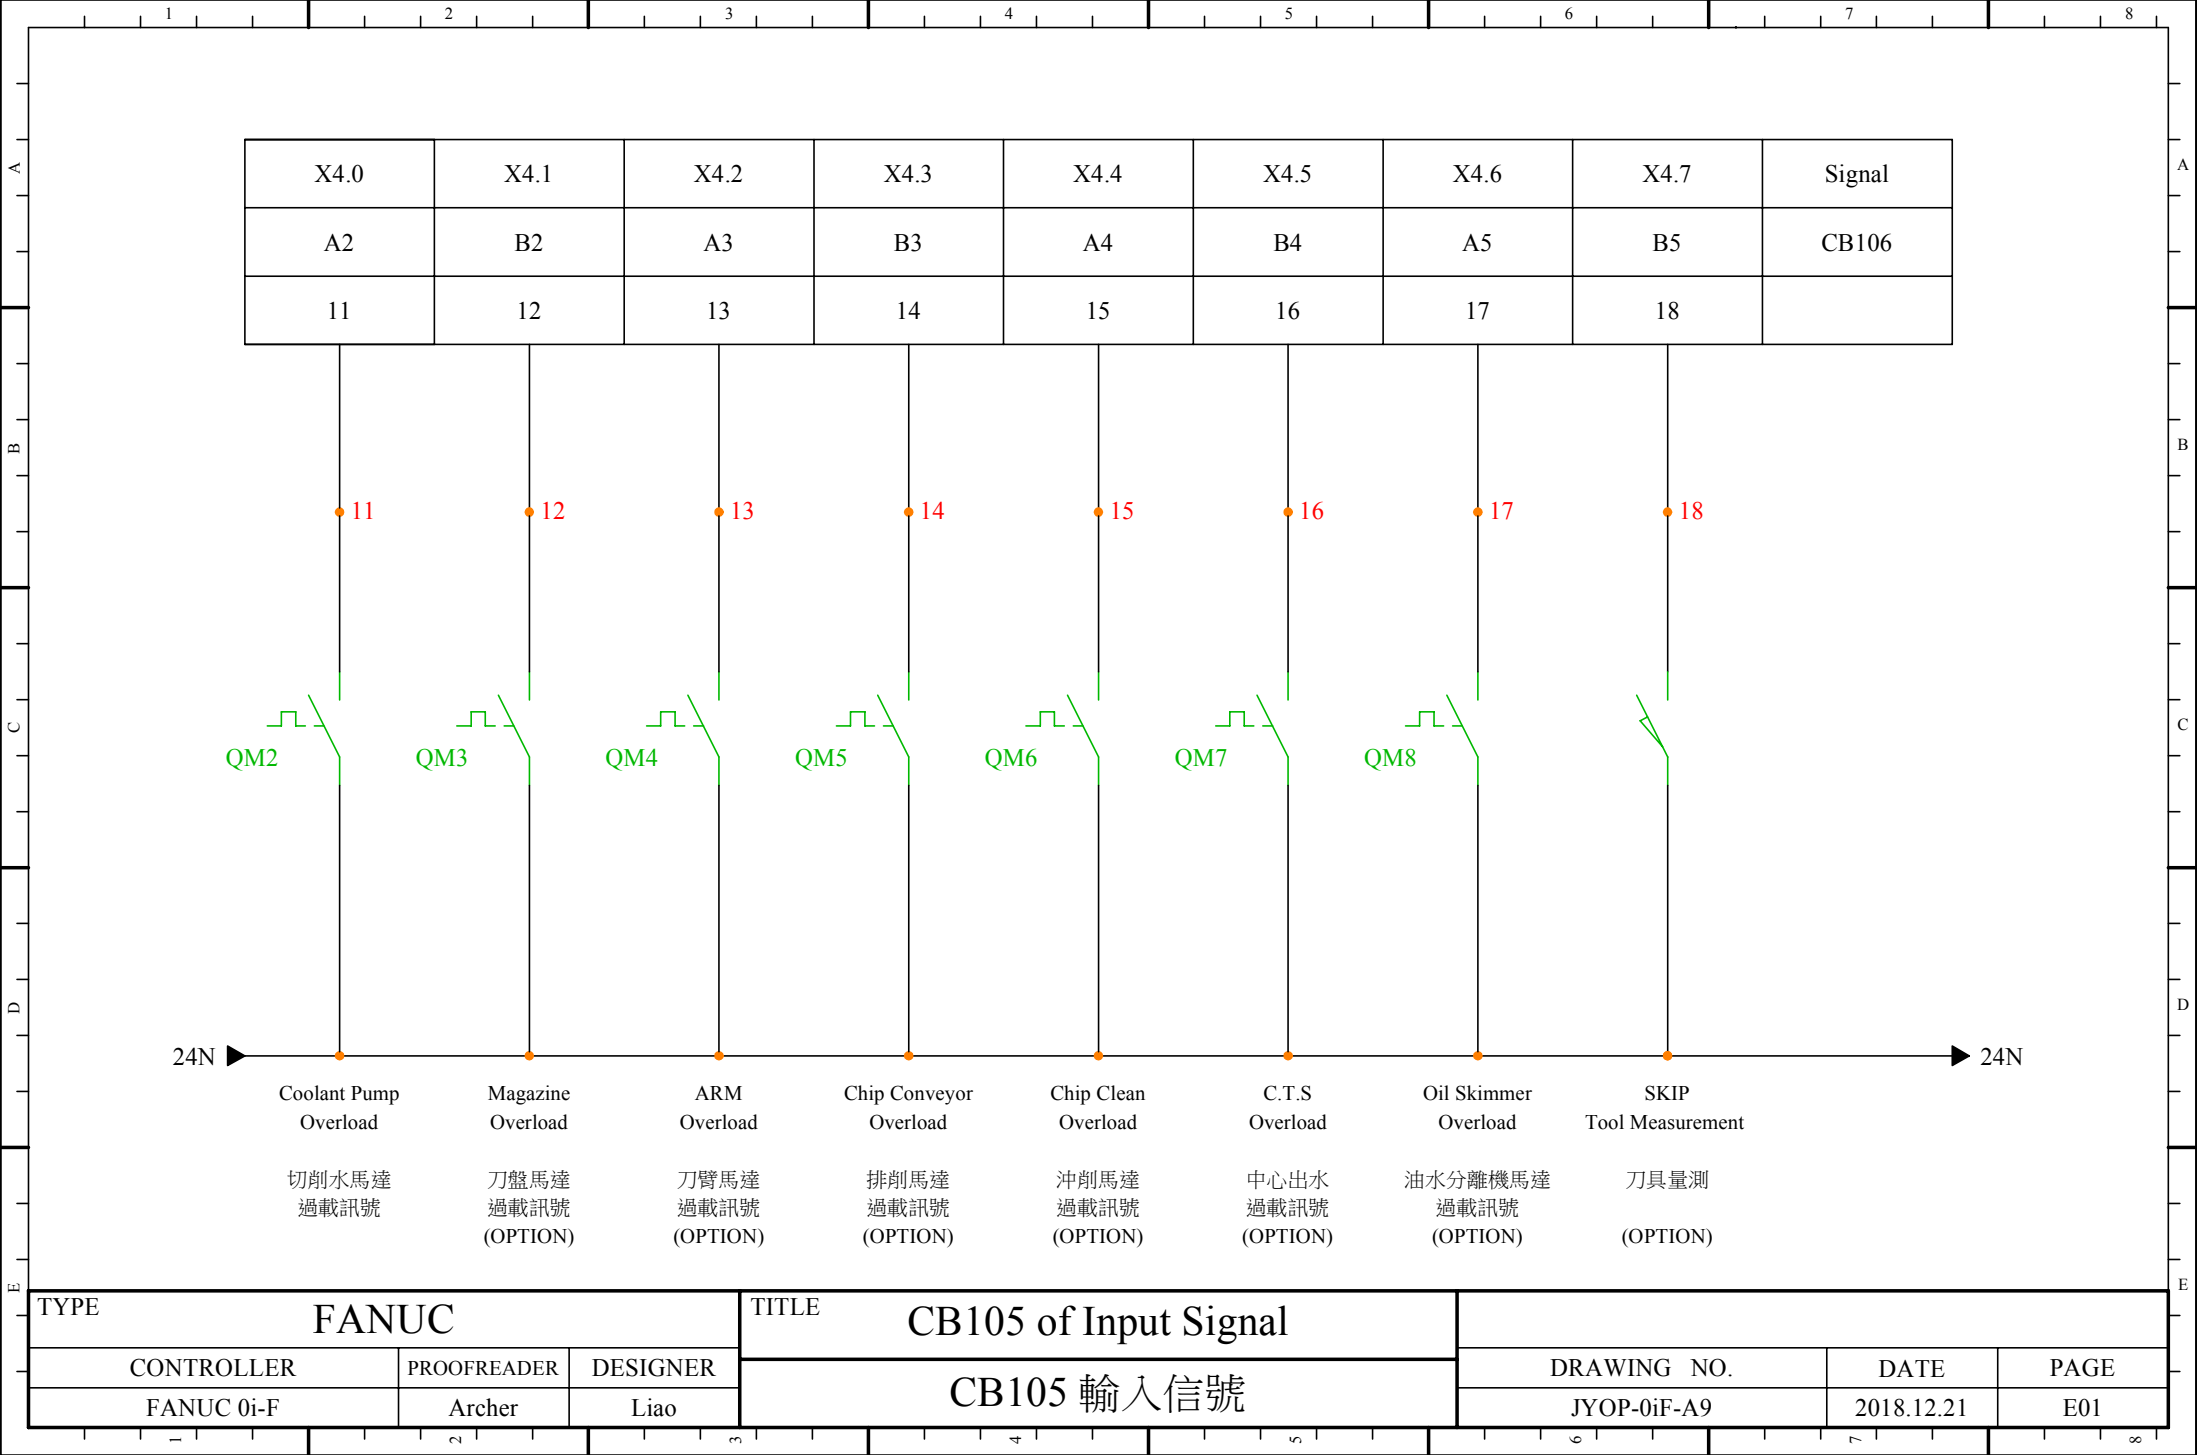 1 2 3 4 5 6 7 8
A A
X4.0 X4.1 X4.2 X4.3 X4.4 X4.5 X4.6 X4.7 Signal
A2 B2 A3 B3 A4 B4 A5 B5 CB106
11 12 13 14 15 16 17 18
B B
11 12 13 14 15 16 17 18
C C
QM2 QM3 QM4 QM5 QM6 QM7 QM8
D D
24N 24N
Coolant Pump Magazine ARM Chip Conveyor Chip Clean C.T.S Oil Skimmer SKIP
Overload Overload Overload Overload Overload Overload Overload Tool Measurement
切削水馬達 刀盤馬達 刀臂馬達 排削馬達 沖削馬達 中心出水 油水分離機馬達 刀具量測
過載訊號 過載訊號 過載訊號 過載訊號 過載訊號 過載訊號 過載訊號
(OPTION) (OPTION) (OPTION) (OPTION) (OPTION) (OPTION) (OPTION)
E E
TYPE FANUC TITLE CB105 of Input Signal
CONTROLLER PROOFREADER DESIGNER CB105 輸入信號 DRAWING NO. DATE PAGE
FANUC 0i-F Archer Liao JYOP-0iF-A9 2018.12.21 E01
1 2 3 4 5 6 7 8